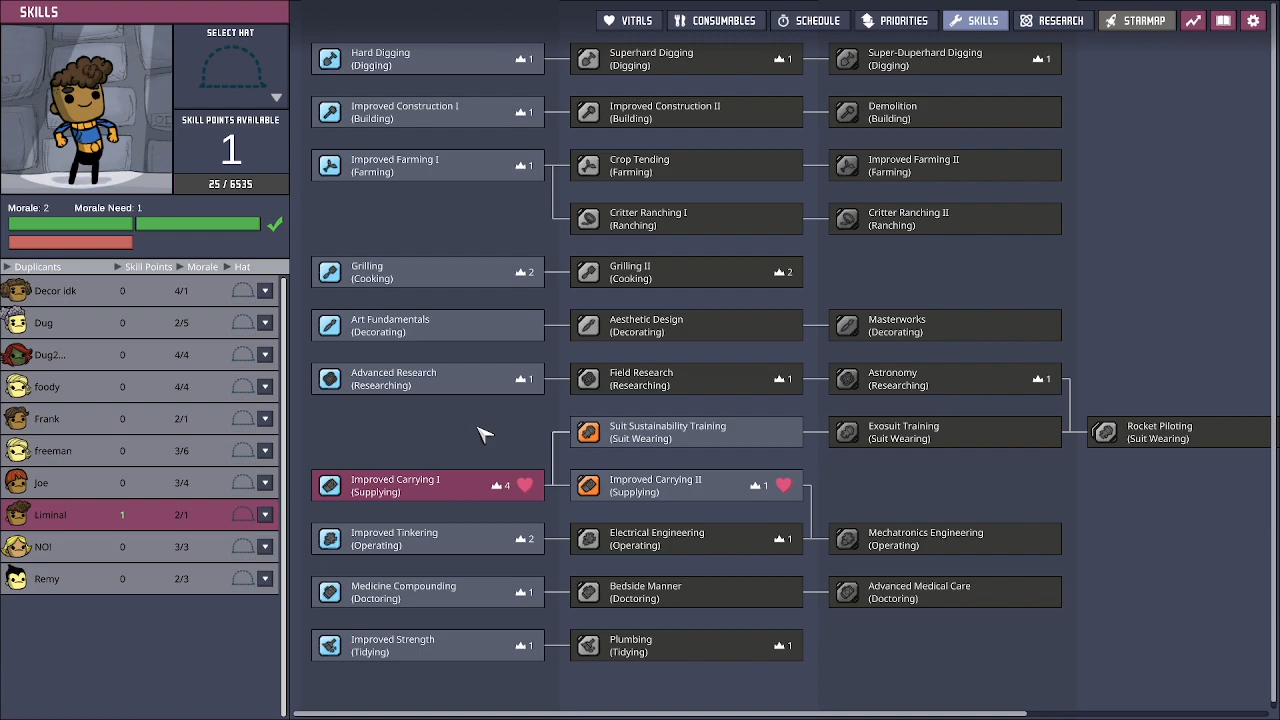 SKILLS
VITALS
CONSUMABLES
SCHEDULE
PRIORITIES
SKILLS
RESEARCH
STARMAP
SELECT HAT
SKILL POINTS AVAILABLE
1
25 / 6535
Morale: 2 Morale Need: 1
Duplicants Skill Points Morale Hat
Decor idk 0 4/1
Dug 0 2/5
Dug2... 0 4/4
foody 0 4/4
Frank 0 2/1
freeman 0 3/6
Joe 0 3/4
Liminal 1 2/1
NO! 0 3/3
Remy 0 2/3
Hard Digging
(Digging)
1
Superhard Digging
(Digging)
1
Super-Duperhard Digging
(Digging)
1
Improved Construction I
(Building)
1
Improved Construction II
(Building)
Demolition
(Building)
Improved Farming I
(Farming)
1
Crop Tending
(Farming)
Improved Farming II
(Farming)
Critter Ranching I
(Ranching)
Critter Ranching II
(Ranching)
Grilling
(Cooking)
2
Grilling II
(Cooking)
2
Art Fundamentals
(Decorating)
Aesthetic Design
(Decorating)
Masterworks
(Decorating)
Advanced Research
(Researching)
1
Field Research
(Researching)
1
Astronomy
(Researching)
1
Suit Sustainability Training
(Suit Wearing)
Exosuit Training
(Suit Wearing)
Rocket Piloting
(Suit Wearing)
Improved Carrying I
(Supplying)
4
Improved Carrying II
(Supplying)
1
Improved Tinkering
(Operating)
2
Electrical Engineering
(Operating)
1
Mechatronics Engineering
(Operating)
Medicine Compounding
(Doctoring)
1
Bedside Manner
(Doctoring)
Advanced Medical Care
(Doctoring)
Improved Strength
(Tidying)
1
Plumbing
(Tidying)
1